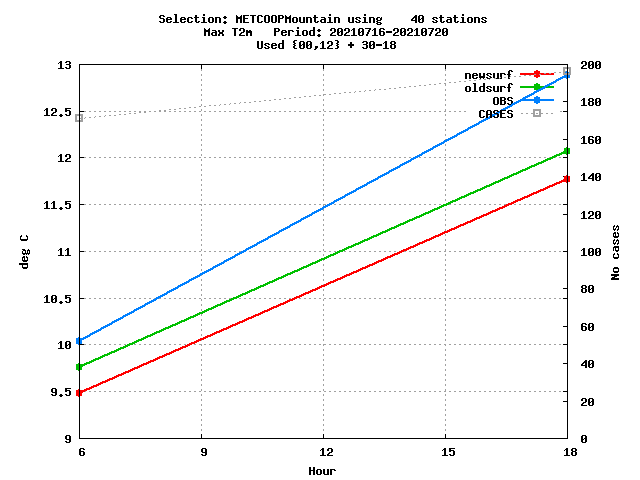 Selection: METCOOPMountain using    40 stations
Max T2m   Period: 20210716-20210720
Used {00,12} + 30-18
newsurf
oldsurf
OBS
CASES
13
12.5
12
11.5
11
10.5
10
9.5
9
200
180
160
140
120
100
80
60
40
20
0
deg C
No cases
6 9 12 15 18
Hour